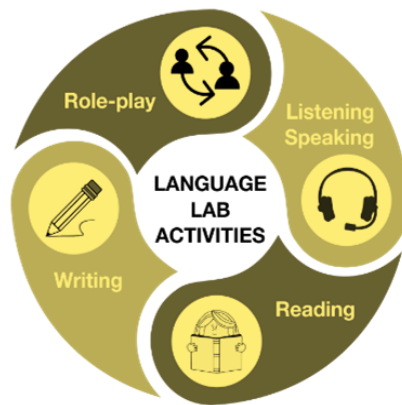 Role-play
Listening
Speaking
LANGUAGE
LAB
ACTIVITIES
Writing
Reading